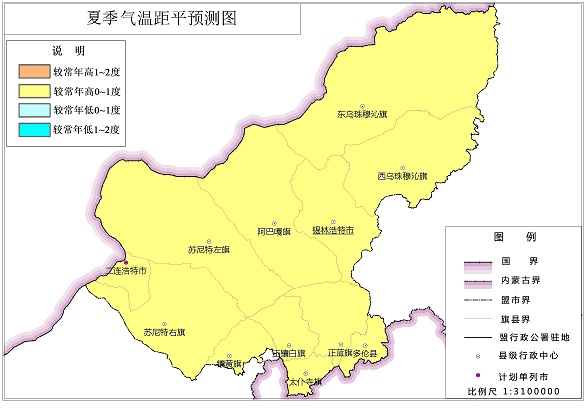 夏季气温距平预测图
说 明
较常年高1~2度
较常年高0~1度
较常年低0~1度
较常年低1~2度
东乌珠穆沁旗
西乌珠穆沁旗
阿巴嘎旗
锡林浩特市
苏尼特左旗
二连浩特市
苏尼特右旗
镶黄旗
正镶白旗
正蓝旗
多伦县
太仆寺旗
图 例
国 界
内蒙古界
盟市界
旗县界
盟行政公署驻地
县级行政中心
计划单列市
比例尺 1:3100000